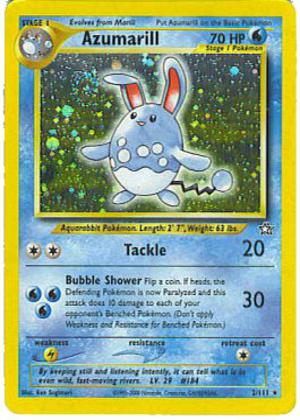 STAGE 1 Evolves from Marill Put Azumarill on the Basic Pokémon
Azumarill 70 HP
Stage 1 Pokémon
Aquarabbit Pokémon. Length: 2' 7", Weight: 63 lbs.
Tackle 20
Bubble Shower Flip a coin. If heads, the
Defending Pokémon is now Paralyzed and this
attack does 10 damage to each of your
opponent's Benched Pokémon. (Don't apply
Weakness and Resistance for Benched Pokémon.)
30
weakness resistance retreat cost
By keeping still and listening intently, it can tell what is in
even wild, fast-moving rivers. LV. 29 #184
Illus. Ken Sugimori
2/111